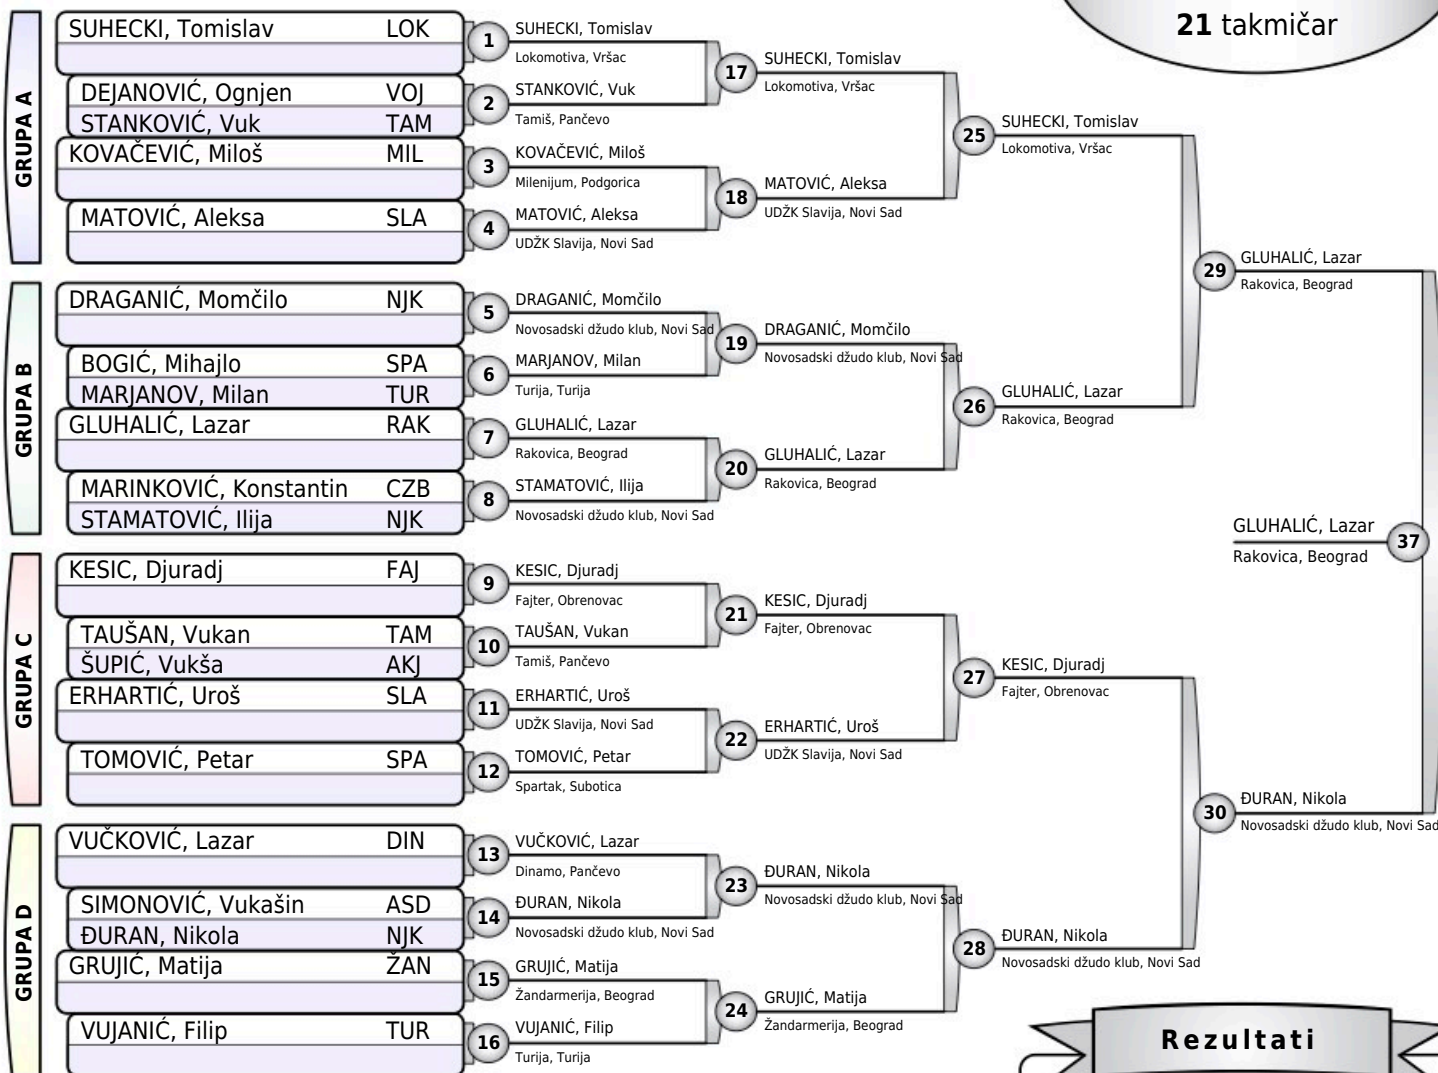 21 takmičar
GRUPA A
SUHECKI, Tomislav LOK
DEJANOVIĆ, Ognjen VOJ
STANKOVIĆ, Vuk TAM
KOVAČEVIĆ, Miloš MIL
MATOVIĆ, Aleksa SLA
GRUPA B
DRAGANIĆ, Momčilo NJK
BOGIĆ, Mihajlo SPA
MARJANOV, Milan TUR
GLUHALIĆ, Lazar RAK
MARINKOVIĆ, Konstantin CZB
STAMATOVIĆ, Ilija NJK
GRUPA C
KESIC, Djuradj FAJ
TAUŠAN, Vukan TAM
ŠUPIĆ, Vukša AKJ
ERHARTIĆ, Uroš SLA
TOMOVIĆ, Petar SPA
GRUPA D
VUČKOVIĆ, Lazar DIN
SIMONOVIĆ, Vukašin ASD
ĐURAN, Nikola NJK
GRUJIĆ, Matija ŽAN
VUJANIĆ, Filip TUR
1 SUHECKI, Tomislav
Lokomotiva, Vršac
2 STANKOVIĆ, Vuk
Tamiš, Pančevo
3 KOVAČEVIĆ, Miloš
Milenijum, Podgorica
4 MATOVIĆ, Aleksa
UDŽK Slavija, Novi Sad
5 DRAGANIĆ, Momčilo
Novosadski džudo klub, Novi Sad
6 MARJANOV, Milan
Turija, Turija
7 GLUHALIĆ, Lazar
Rakovica, Beograd
8 STAMATOVIĆ, Ilija
Novosadski džudo klub, Novi Sad
9 KESIC, Djuradj
Fajter, Obrenovac
10 TAUŠAN, Vukan
Tamiš, Pančevo
11 ERHARTIĆ, Uroš
UDŽK Slavija, Novi Sad
12 TOMOVIĆ, Petar
Spartak, Subotica
13 VUČKOVIĆ, Lazar
Dinamo, Pančevo
14 ĐURAN, Nikola
Novosadski džudo klub, Novi Sad
15 GRUJIĆ, Matija
Žandarmerija, Beograd
16 VUJANIĆ, Filip
Turija, Turija
17 SUHECKI, Tomislav
Lokomotiva, Vršac
18 MATOVIĆ, Aleksa
UDŽK Slavija, Novi Sad
19 DRAGANIĆ, Momčilo
Novosadski džudo klub, Novi Sad
20 GLUHALIĆ, Lazar
Rakovica, Beograd
21 KESIC, Djuradj
Fajter, Obrenovac
22 ERHARTIĆ, Uroš
UDŽK Slavija, Novi Sad
23 ĐURAN, Nikola
Novosadski džudo klub, Novi Sad
24 GRUJIĆ, Matija
Žandarmerija, Beograd
25 SUHECKI, Tomislav
Lokomotiva, Vršac
26 GLUHALIĆ, Lazar
Rakovica, Beograd
27 KESIC, Djuradj
Fajter, Obrenovac
28 ĐURAN, Nikola
Novosadski džudo klub, Novi Sad
29 GLUHALIĆ, Lazar
Rakovica, Beograd
30 ĐURAN, Nikola
Novosadski džudo klub, Novi Sad
GLUHALIĆ, Lazar 37
Rakovica, Beograd
Rezultati